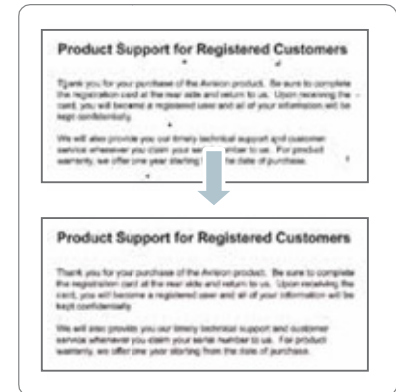 Product Support for Registered Customers
Thank you for your purchase of the Avision product. Be sure to complete
the registration card at the rear side and return to us. Upon receiving the
card, you will become a registered user and all of your information will be
kept confidentially.
We will also provide you our timely technical support and customer
service whenever you claim your serial number to us. For product
warranty, we offer one year starting the date of purchase.
Product Support for Registered Customers
Thank you for your purchase of the Avision product. Be sure to complete
the registration card at the rear side and return to us. Upon receiving the
card, you will become a registered user and all of your information will be
kept confidentially.
We will also provide you our timely technical support and customer
service whenever you claim your serial number to us. For product
warranty, we offer one year starting from the date of purchase.